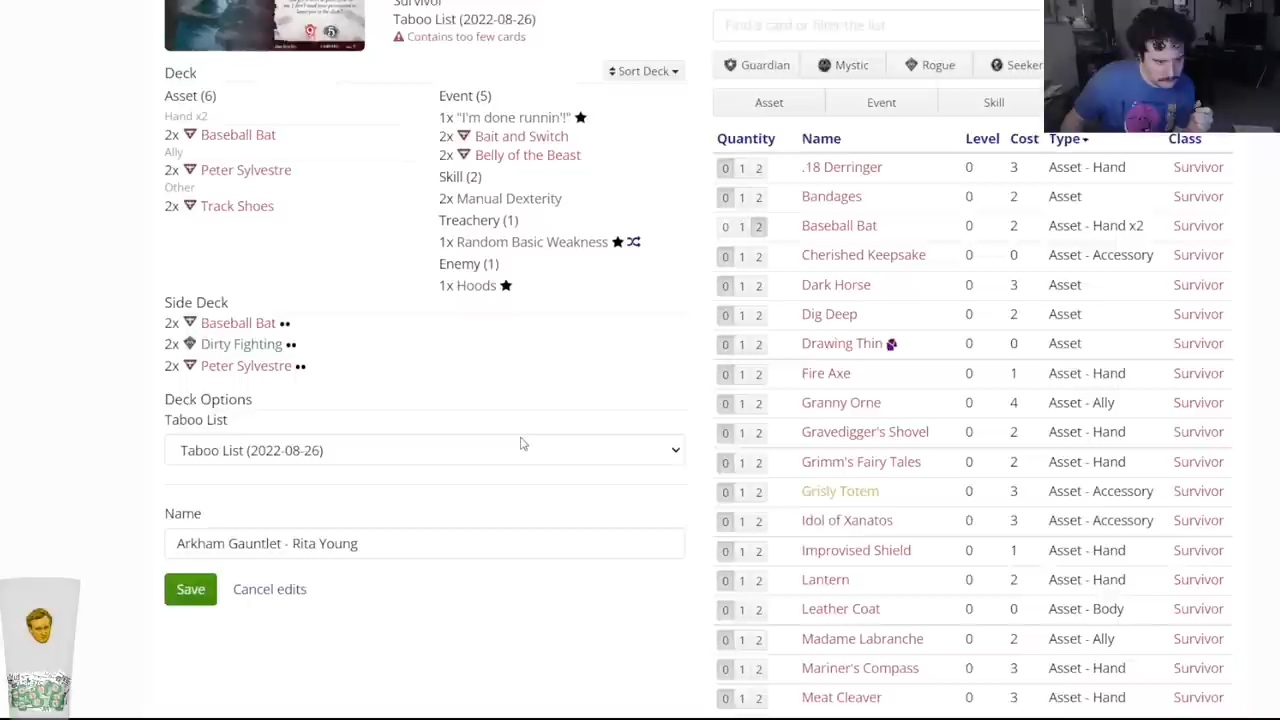 Survivor
Taboo List (2022-08-26)
Contains too few cards
Deck
Sort Deck
Asset (6)
Hand x2
2x Baseball Bat
Ally
2x Peter Sylvestre
Other
2x Track Shoes
Event (5)
1x "I'm done runnin'!"
2x Bait and Switch
2x Belly of the Beast
Skill (2)
2x Manual Dexterity
Treachery (1)
1x Random Basic Weakness
Enemy (1)
1x Hoods
Side Deck
2x Baseball Bat ••
2x Dirty Fighting ••
2x Peter Sylvestre ••
Deck Options
Taboo List
Taboo List (2022-08-26)
Name
Arkham Gauntlet - Rita Young
Save Cancel edits
Find a card or filter the list
Guardian Mystic Rogue Seeker
Asset Event Skill
Quantity Name Level Cost Type Class
0 1 2 .18 Derringer 0 3 Asset - Hand Survivor
0 1 2 Bandages 0 2 Asset Survivor
0 1 2 Baseball Bat 0 2 Asset - Hand x2 Survivor
0 1 2 Cherished Keepsake 0 0 Asset - Accessory Survivor
0 1 2 Dark Horse 0 3 Asset Survivor
0 1 2 Dig Deep 0 2 Asset Survivor
0 1 2 Drawing Thin 0 0 Asset Survivor
0 1 2 Fire Axe 0 1 Asset - Hand Survivor
0 1 2 Granny Orne 0 4 Asset - Ally Survivor
0 1 2 Gravedigger's Shovel 0 2 Asset - Hand Survivor
0 1 2 Grimm's Fairy Tales 0 2 Asset - Hand Survivor
0 1 2 Grisly Totem 0 3 Asset - Accessory Survivor
0 1 2 Idol of Xanatos 0 3 Asset - Accessory Survivor
0 1 2 Improvised Shield 0 1 Asset - Hand Survivor
0 1 2 Lantern 0 2 Asset - Hand Survivor
0 1 2 Leather Coat 0 0 Asset - Body Survivor
0 1 2 Madame Labranche 0 2 Asset - Ally Survivor
0 1 2 Mariner's Compass 0 3 Asset - Hand Survivor
0 1 2 Meat Cleaver 0 3 Asset - Hand Survivor